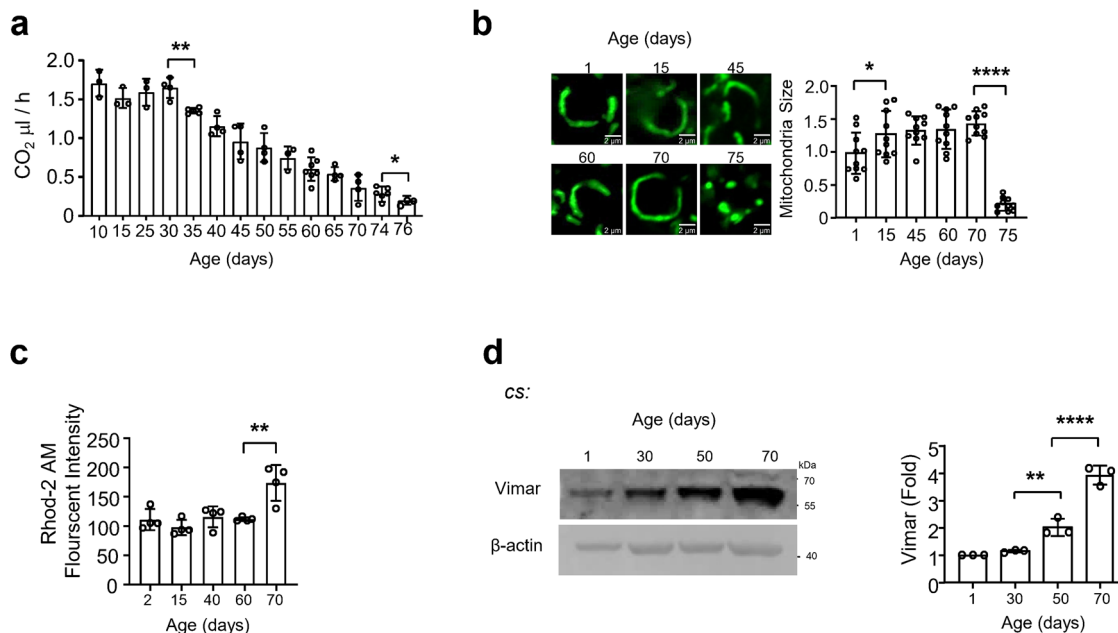 a
CO2 µl / h
2.0
1.5
1.0
0.5
0
**
*
10 15 25 30 35 40 45 50 55 60 65 70 74 76
Age (days)
b
Age (days)
1 15 45
2 µm 2 µm 2 µm
60 70 75
2 µm 2 µm 2 µm
Mitochondria Size
2.0
1.5
1.0
0.5
0
* ****
1 15 45 60 70 75
Age (days)
c
Rhod-2 AM
Flourscent Intensity
250
200
150
100
50
0
**
2 15 40 60 70
Age (days)
d
cs:
Age (days)
1 30 50 70
kDa
Vimar
70
55
β-actin
40
Vimar (Fold)
5
4
3
2
1
0
****
**
1 30 50 70
Age (days)